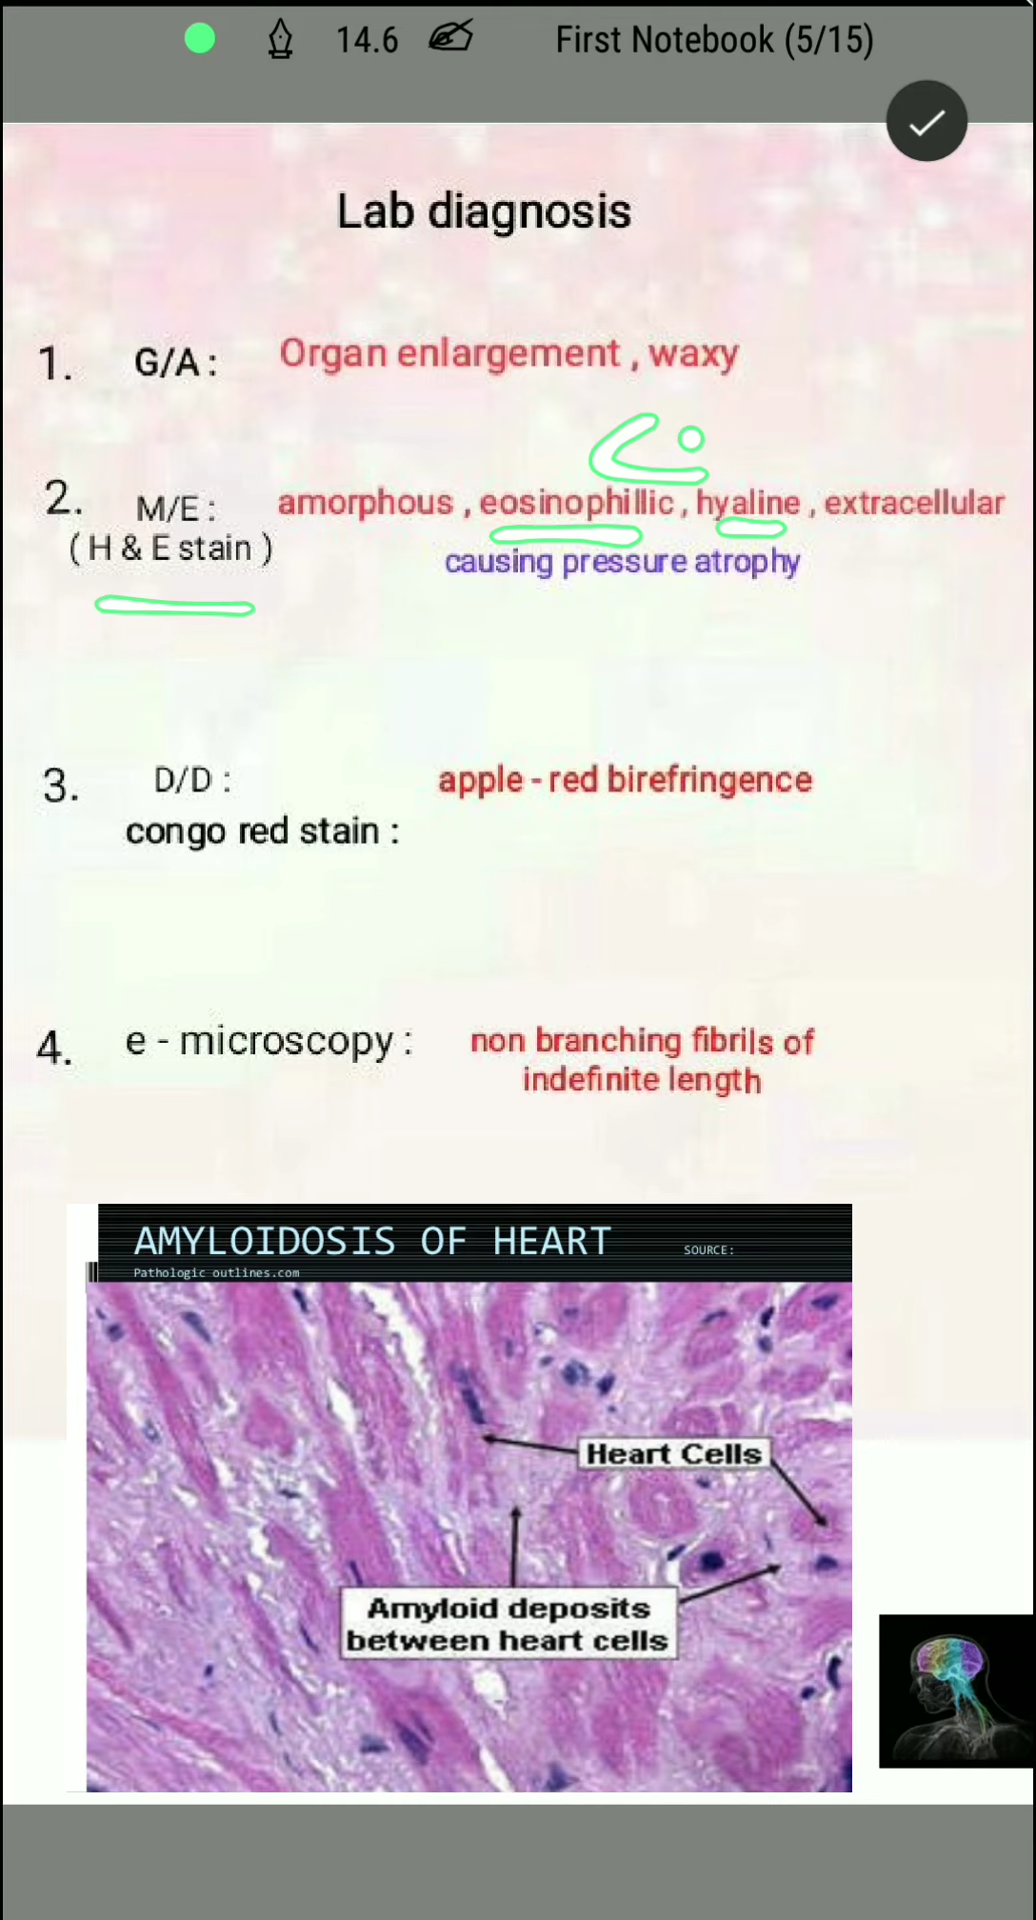 14.6 First Notebook (5/15)
Lab diagnosis
1. G/A : Organ enlargement , waxy
2. M/E : amorphous , eosinophillic , hyaline , extracellular
( H & E stain )
causing pressure atrophy
3. D/D : apple - red birefringence
congo red stain :
4. e - microscopy : non branching fibrils of
indefinite length
AMYLOIDOSIS OF HEART SOURCE:
Pathologic outlines.com
Heart Cells
Amyloid deposits
between heart cells